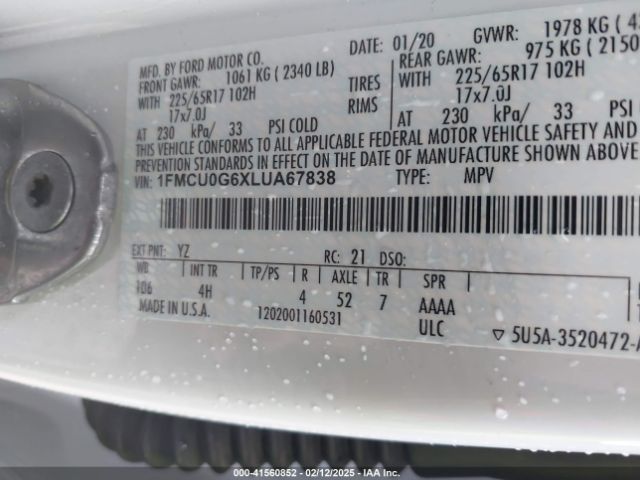 MFD. BY FORD MOTOR CO.
DATE: 01/20 GVWR: 1978 KG
FRONT GAWR: 1061 KG ( 2340 LB) REAR GAWR: 975 KG ( 2150
WITH 225/65R17 102H TIRES WITH 225/65R17 102H
17x7.0J RIMS 17x7.0J
AT 230 kPa/ 33 PSI COLD AT 230 kPa/ 33 PSI
THIS VEHICLE CONFORMS TO ALL APPLICABLE FEDERAL MOTOR VEHICLE SAFETY AND
PREVENTION STANDARDS IN EFFECT ON THE DATE OF MANUFACTURE SHOWN ABOVE.
VIN: 1FMCU0G6XLUA67838 TYPE: MPV
EXT PNT: YZ RC: 21 DSO:
WB INT TR TP/PS R AXLE TR SPR
106 4H 4 52 7 AAAA
MADE IN U.S.A. 1202001160531 ULC
▽ 5U5A-3520472-
000-41560852 — 02/12/2025 — IAA Inc.